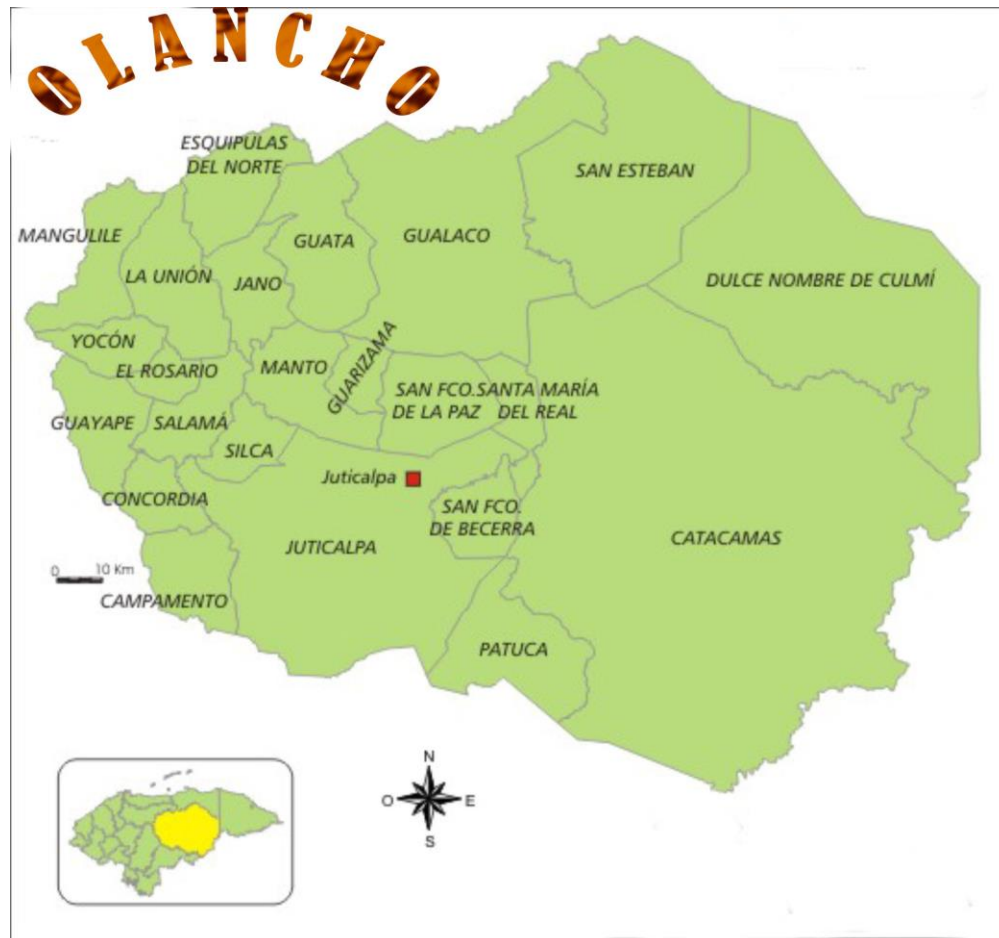 OLANCHO
ESQUIPULAS
DEL NORTE
SAN ESTEBAN
MANGULILE
GUATA
GUALACO
LA UNIÓN
JANO
DULCE NOMBRE DE CULMÍ
YOCÓN
EL ROSARIO
MANTO
GUARIZAMA
SAN FCO.
DE LA PAZ
SANTA MARÍA
DEL REAL
GUAYAPE
SALAMÁ
SILCA
Juticalpa
CONCORDIA
SAN FCO.
DE BECERRA
JUTICALPA
CATACAMAS
0 10 Km
CAMPAMENTO
PATUCA
N
O E
S